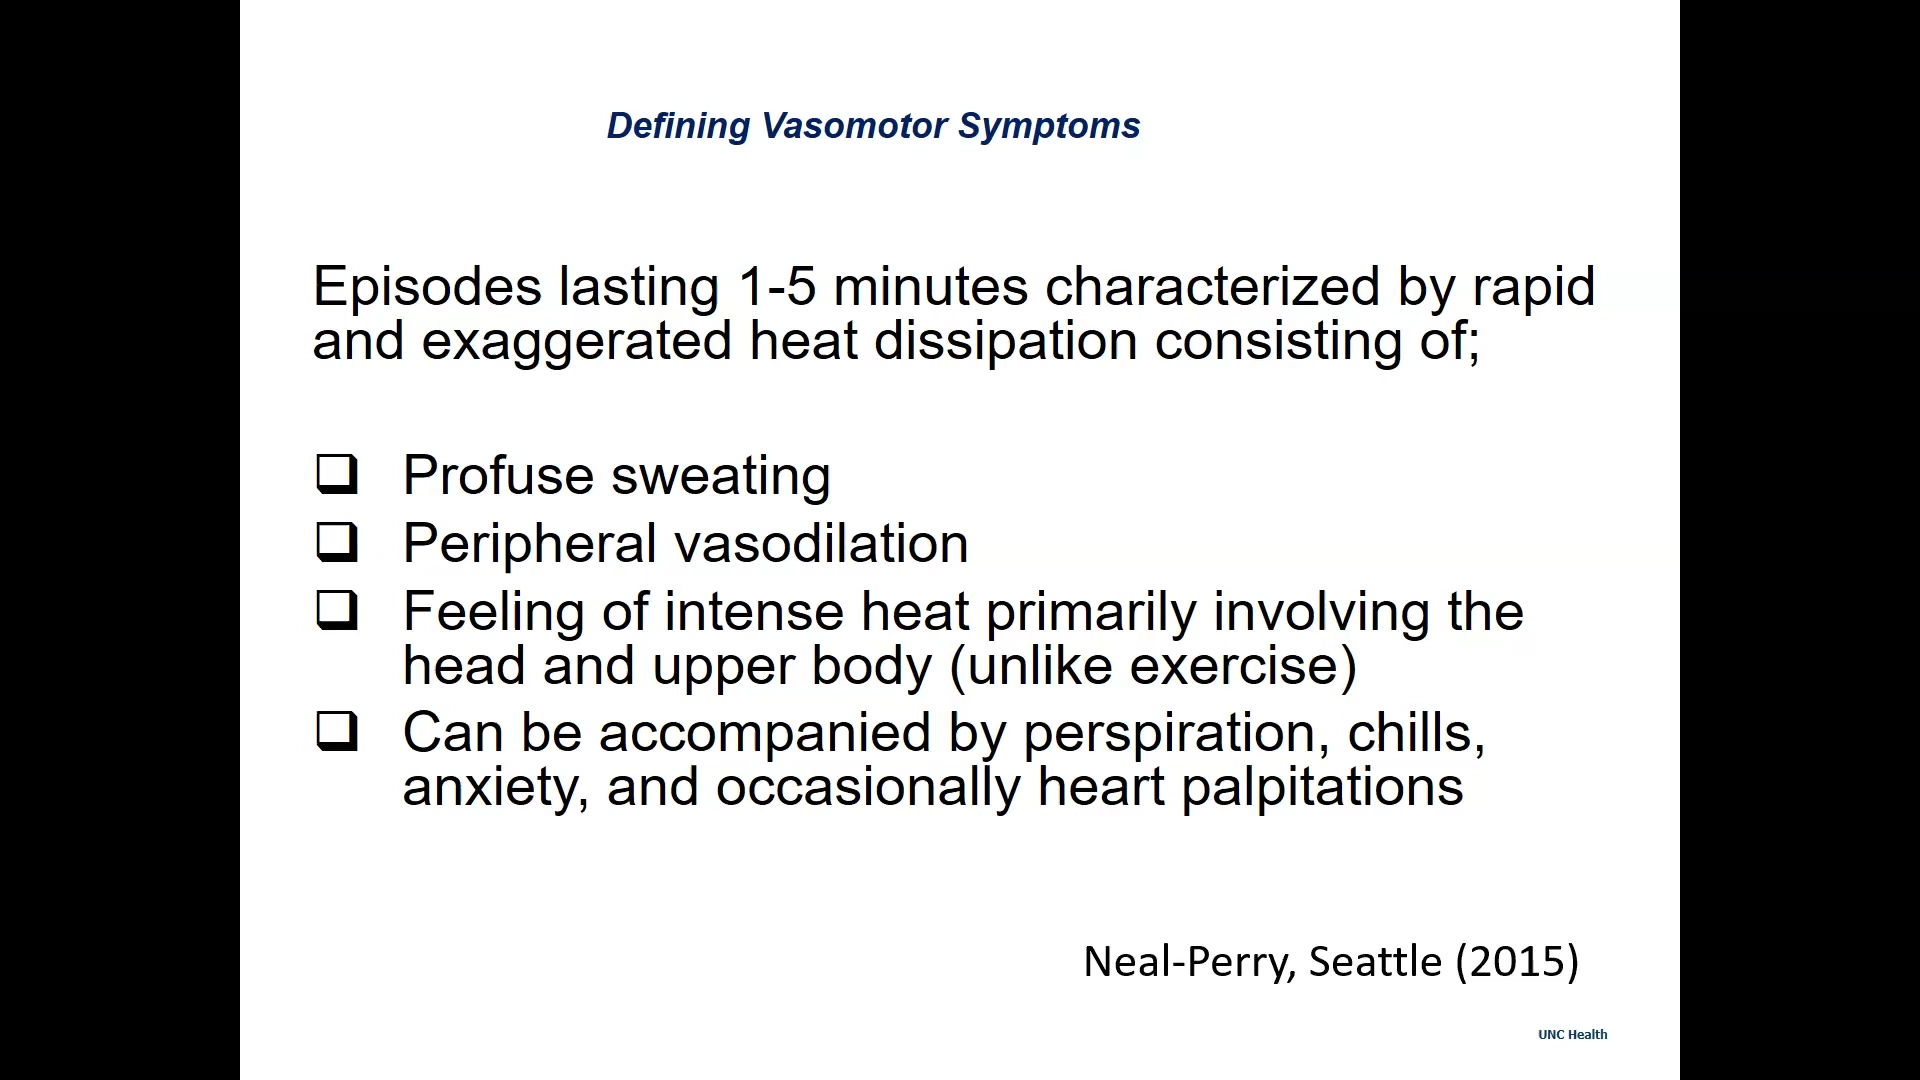 Defining Vasomotor Symptoms
Episodes lasting 1-5 minutes characterized by rapid
and exaggerated heat dissipation consisting of;
❑ Profuse sweating
❑ Peripheral vasodilation
❑ Feeling of intense heat primarily involving the
head and upper body (unlike exercise)
❑ Can be accompanied by perspiration, chills,
anxiety, and occasionally heart palpitations
Neal-Perry, Seattle (2015)
UNC Health